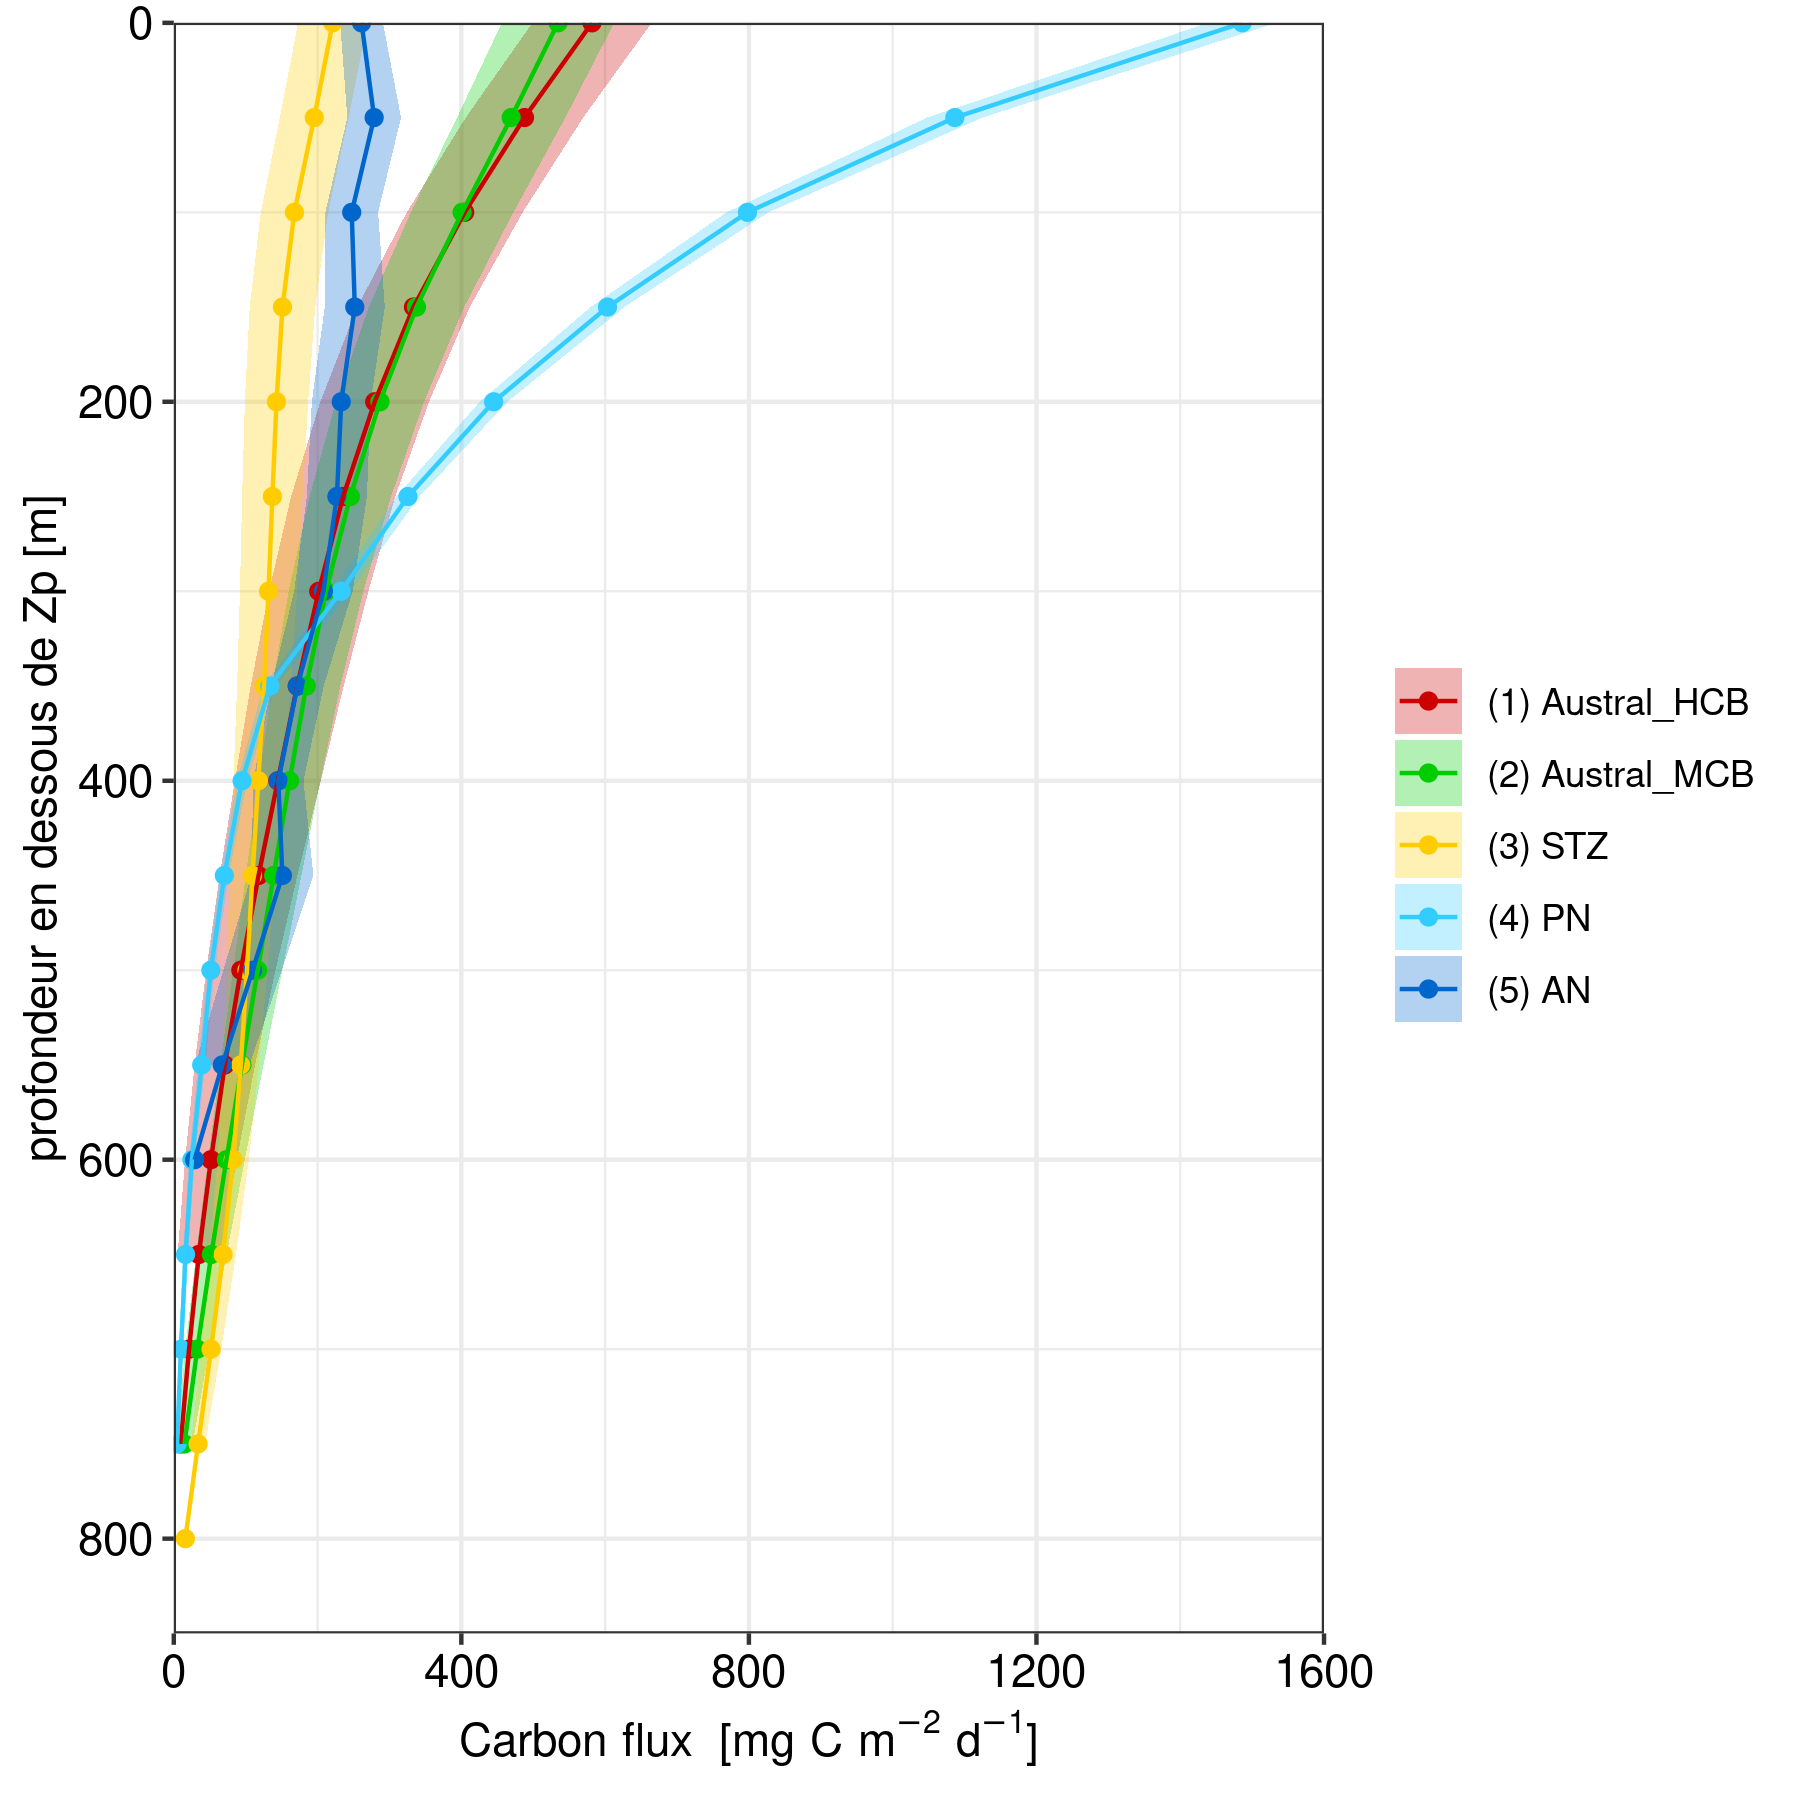 0
200
400
600
800
profondeur en dessous de Zp [m]
0 400 800 1200 1600
Carbon flux [mg C m⁻² d⁻¹]
(1) Austral_HCB
(2) Austral_MCB
(3) STZ
(4) PN
(5) AN